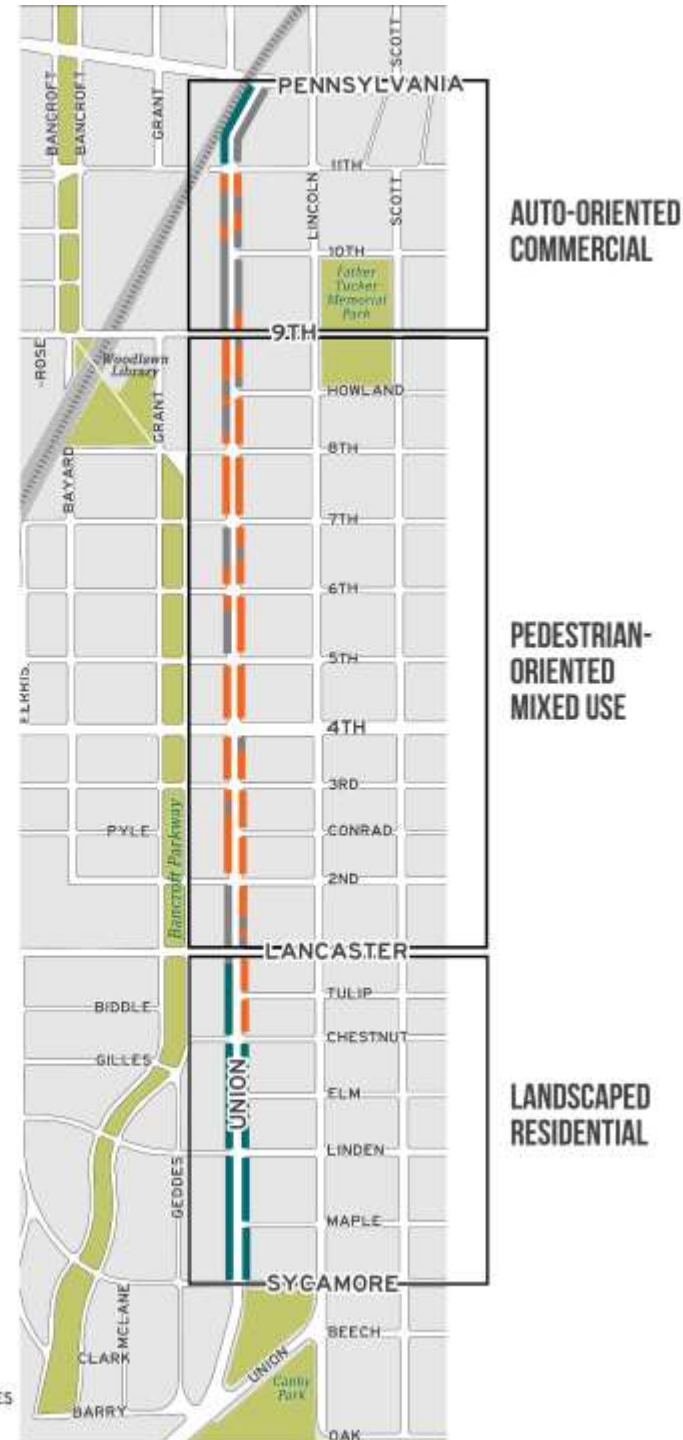 SCOTT
BANCROFT
BANCROFT
GRANT
PENNSYLVANIA
11TH
LINCOLN
SCOTT
AUTO-ORIENTED
COMMERCIAL
10TH
Father
Tucker
Memorial
Park
9TH
ROSE
Woodlawn
Library
GRANT
HOWLAND
8TH
BAYARD
7TH
6TH
PEDESTRIAN-
ORIENTED
MIXED USE
5TH
4TH
3RD
PYLE
CONRAD
Bancroft Parkway
2ND
LANCASTER
TULIP
BIDDLE
CHESTNUT
GILLES
UNION
ELM
LANDSCAPED
RESIDENTIAL
LINDEN
GEDDES
MAPLE
SYCAMORE
MCLANE
BEECH
CLARK
UNION
Canby
Park
ES
BARRY
OAK